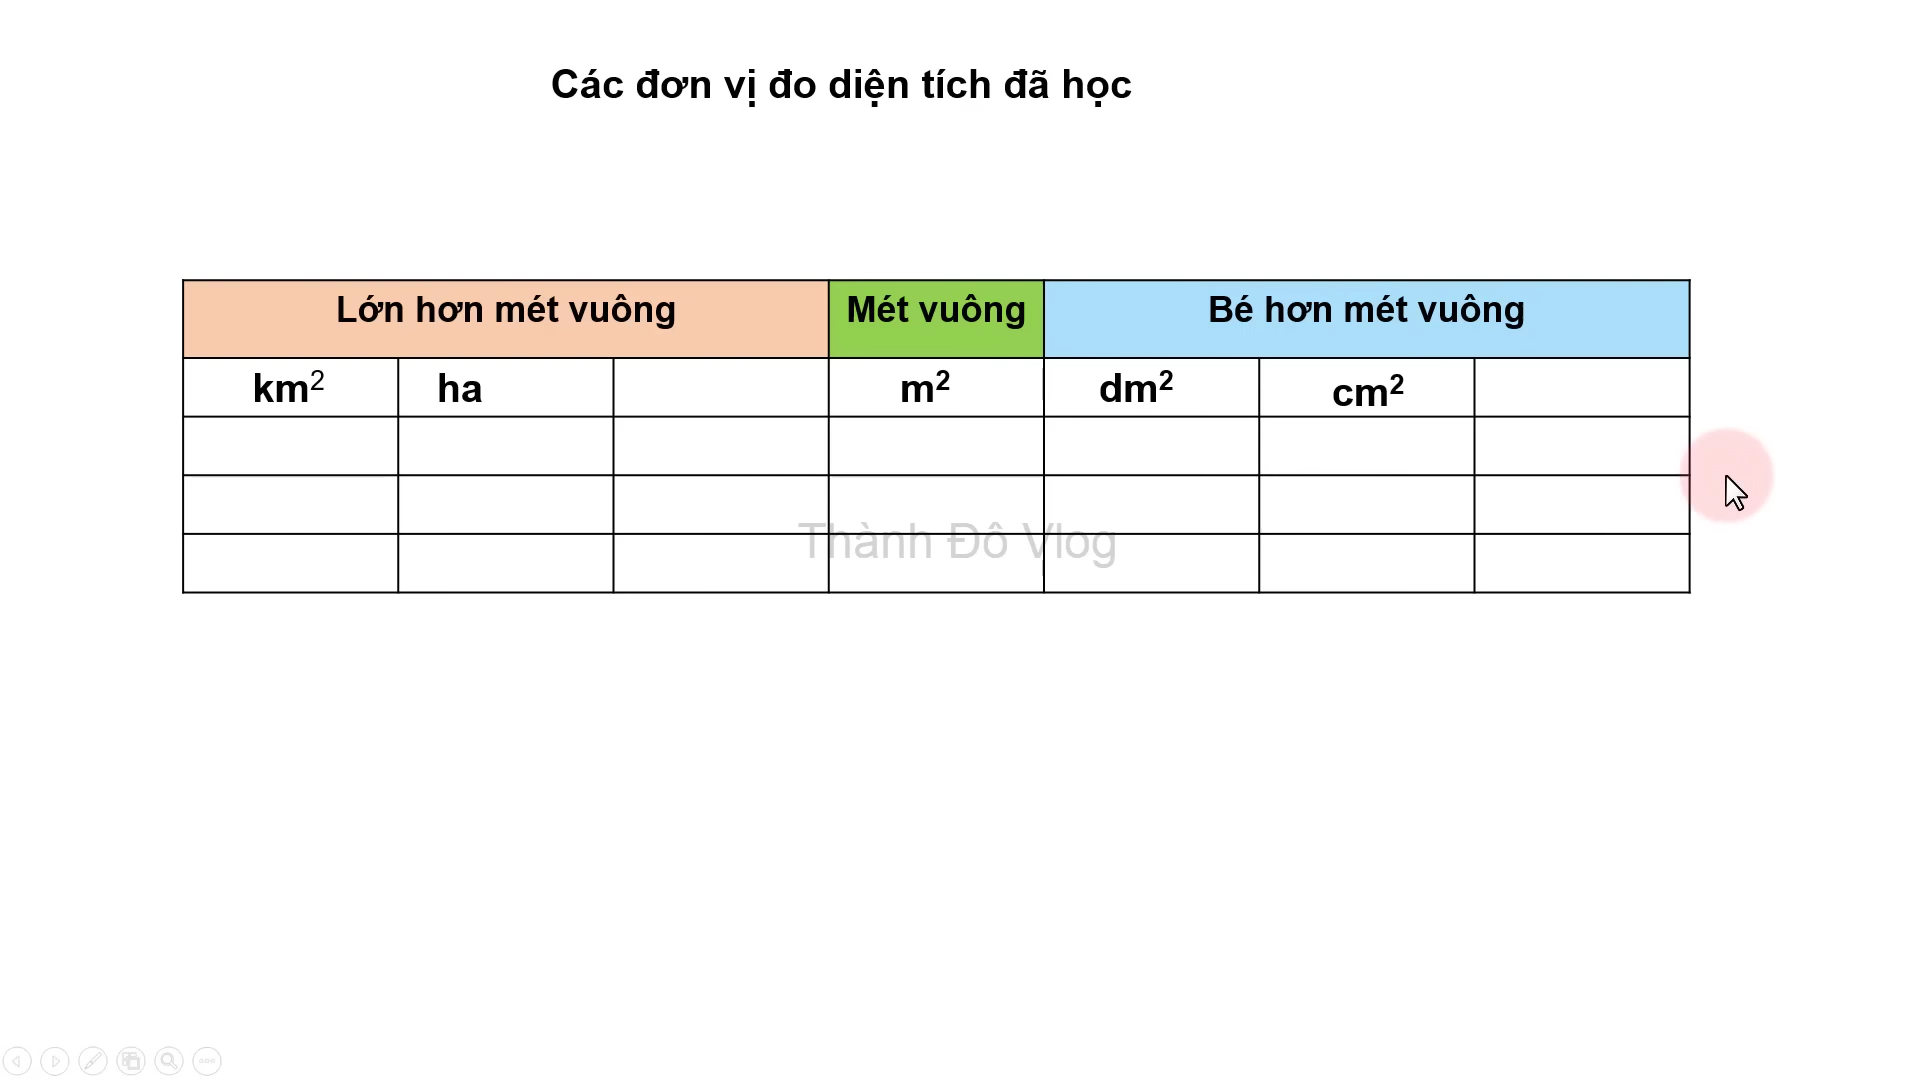 Các đơn vị đo diện tích đã học
Lớn hơn mét vuông Mét vuông Bé hơn mét vuông
km² ha m² dm² cm²
Thành Đô Vlog